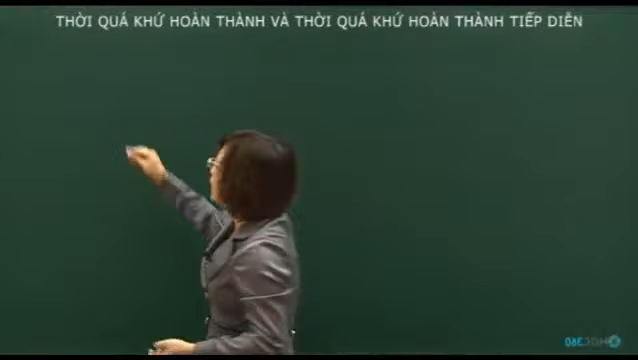 THỜI QUÁ KHỨ HOÀN THÀNH VÀ THỜI QUÁ KHỨ HOÀN THÀNH TIẾP DIỄN